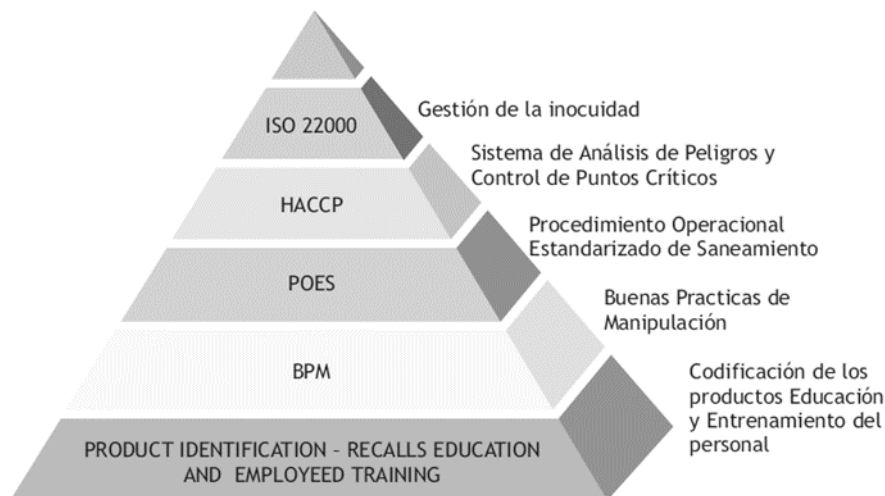 ISO 22000
Gestión de la inocuidad
HACCP
Sistema de Análisis de Peligros y
Control de Puntos Críticos
POES
Procedimiento Operacional
Estandarizado de Saneamiento
BPM
Buenas Practicas de
Manipulación
PRODUCT IDENTIFICATION – RECALLS EDUCATION
AND EMPLOYEED TRAINING
Codificación de los
productos Educación
y Entrenamiento del
personal